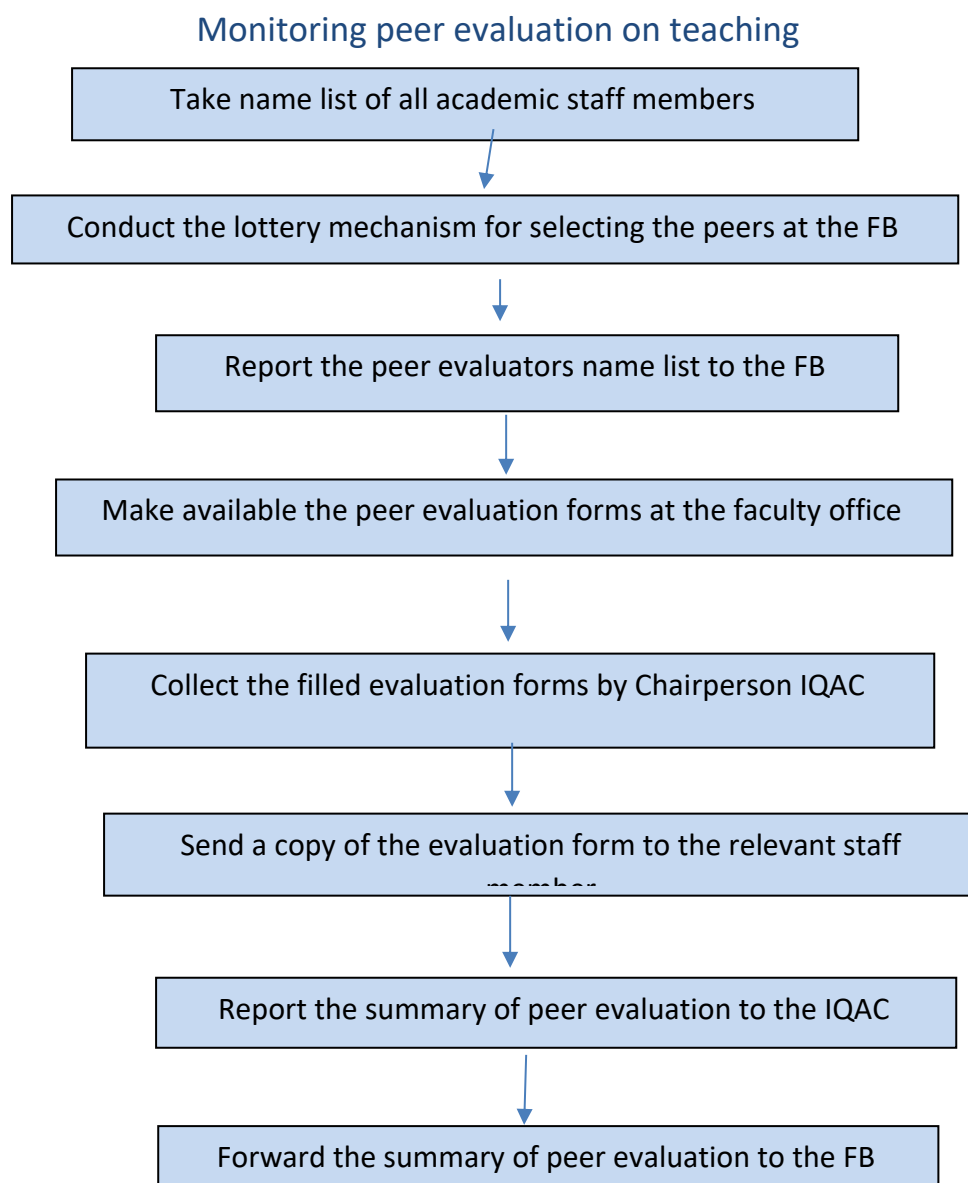 Monitoring peer evaluation on teaching
Take name list of all academic staff members
Conduct the lottery mechanism for selecting the peers at the FB
Report the peer evaluators name list to the FB
Make available the peer evaluation forms at the faculty office
Collect the filled evaluation forms by Chairperson IQAC
Send a copy of the evaluation form to the relevant staff
member
Report the summary of peer evaluation to the IQAC
Forward the summary of peer evaluation to the FB